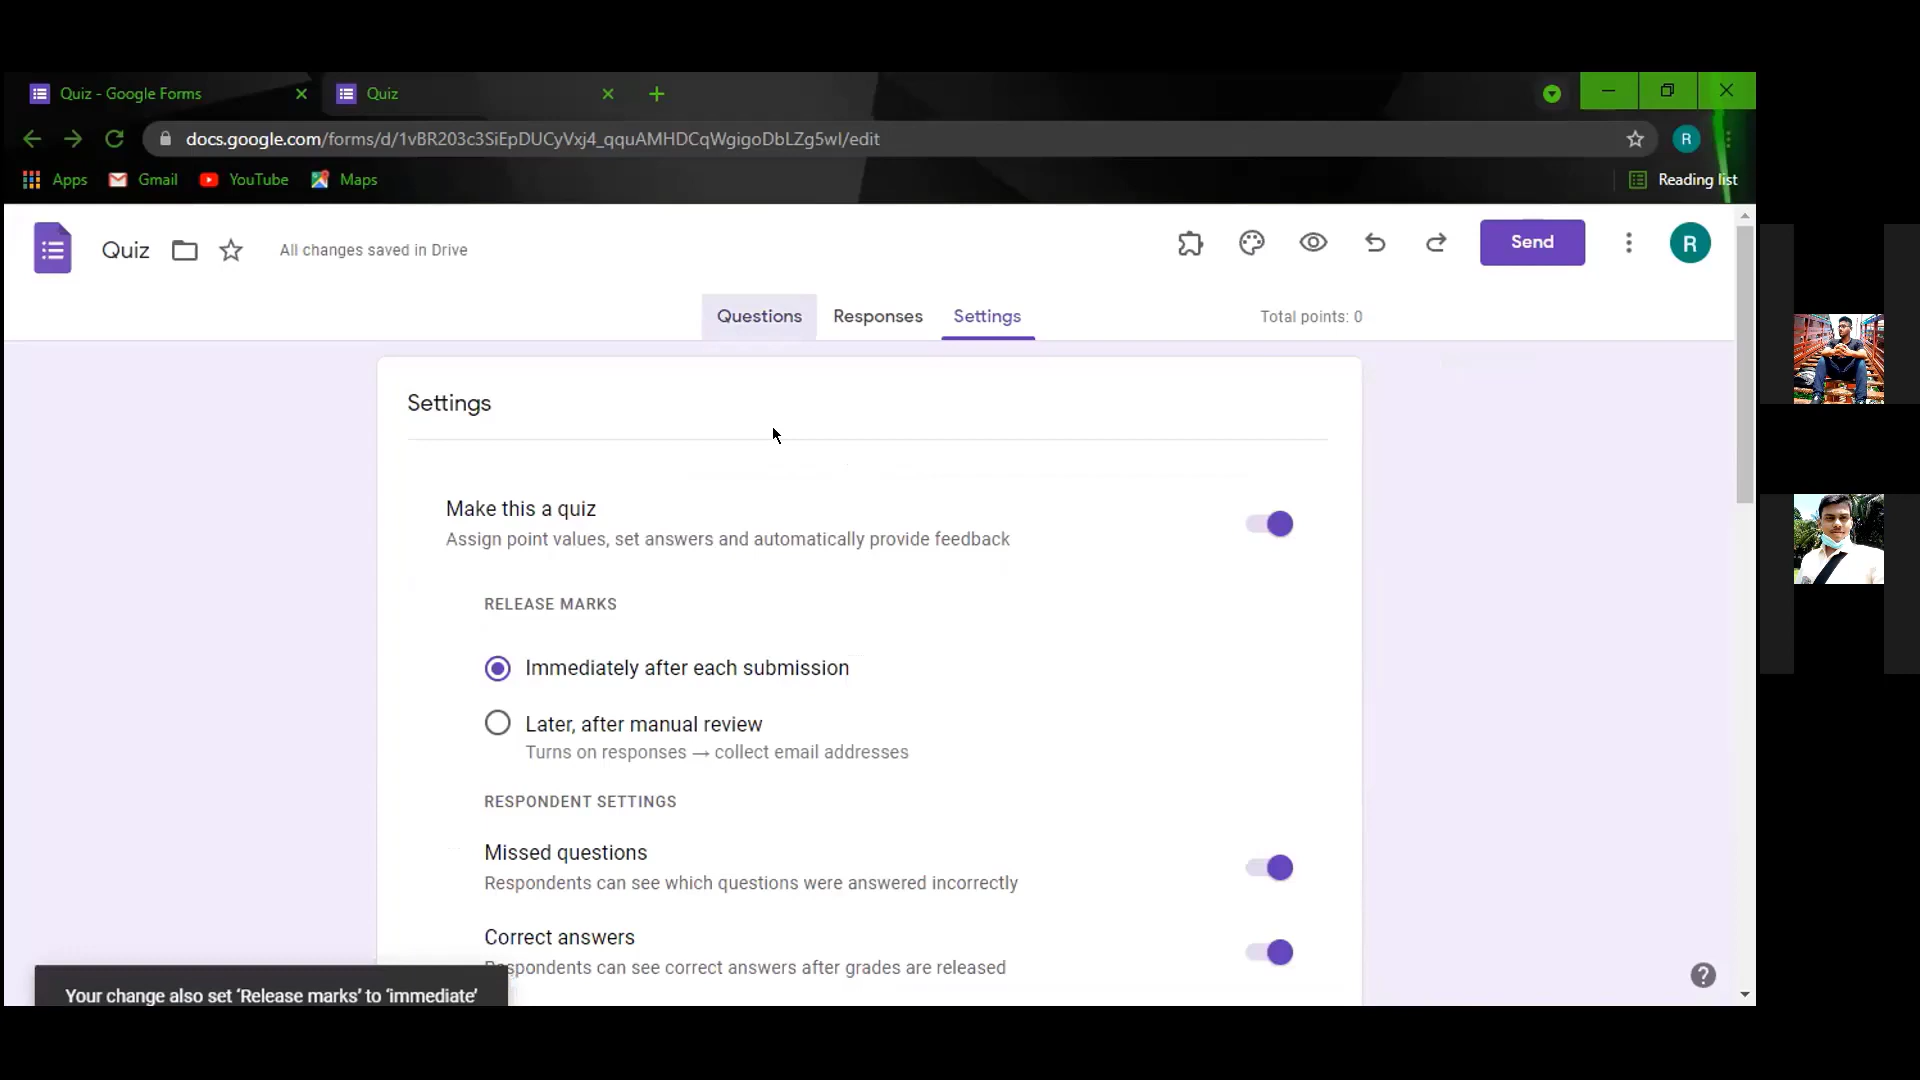 Quiz - Google Forms
Quiz
docs.google.com/forms/d/1vBR203c3SiEpDUCyVxj4_qquAMHDCqWgigoDbLZg5wI/edit
R
Apps
Gmail
YouTube
Maps
Reading list
Quiz
All changes saved in Drive
Send
R
Questions
Responses
Settings
Total points: 0
Settings
Make this a quiz
Assign point values, set answers and automatically provide feedback
RELEASE MARKS
Immediately after each submission
Later, after manual review
Turns on responses → collect email addresses
RESPONDENT SETTINGS
Missed questions
Respondents can see which questions were answered incorrectly
Correct answers
spondents can see correct answers after grades are released
Your change also set ‘Release marks’ to ‘immediate’